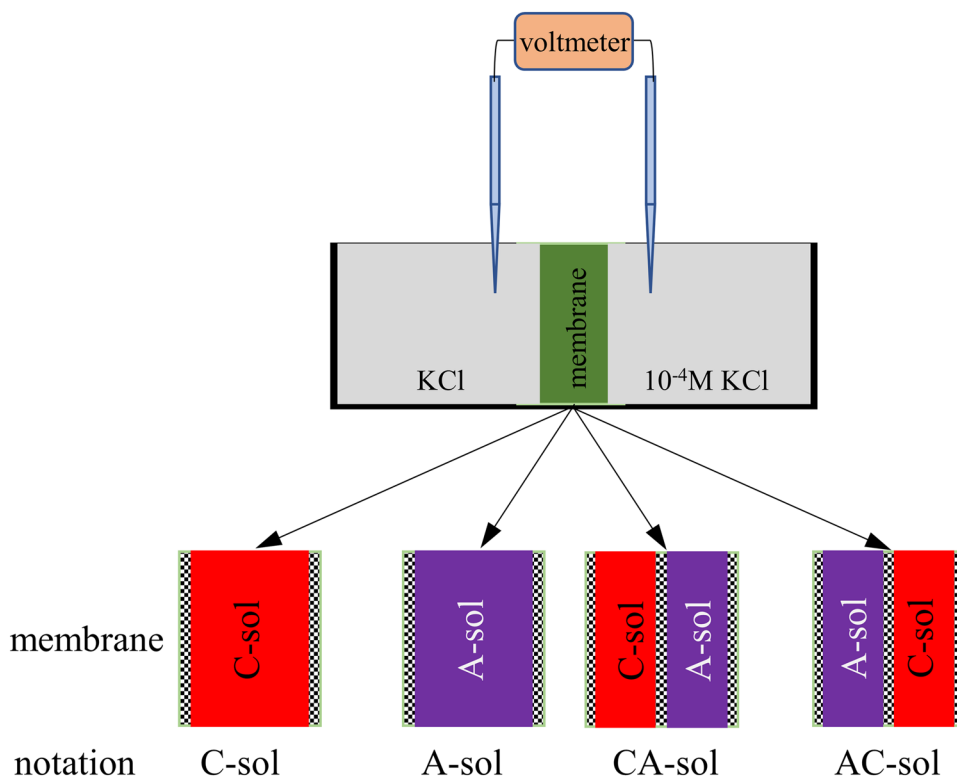 voltmeter
membrane
KCl
10⁻⁴M KCl
C-sol
A-sol
C-sol
A-sol
A-sol
C-sol
membrane
notation
C-sol
A-sol
CA-sol
AC-sol